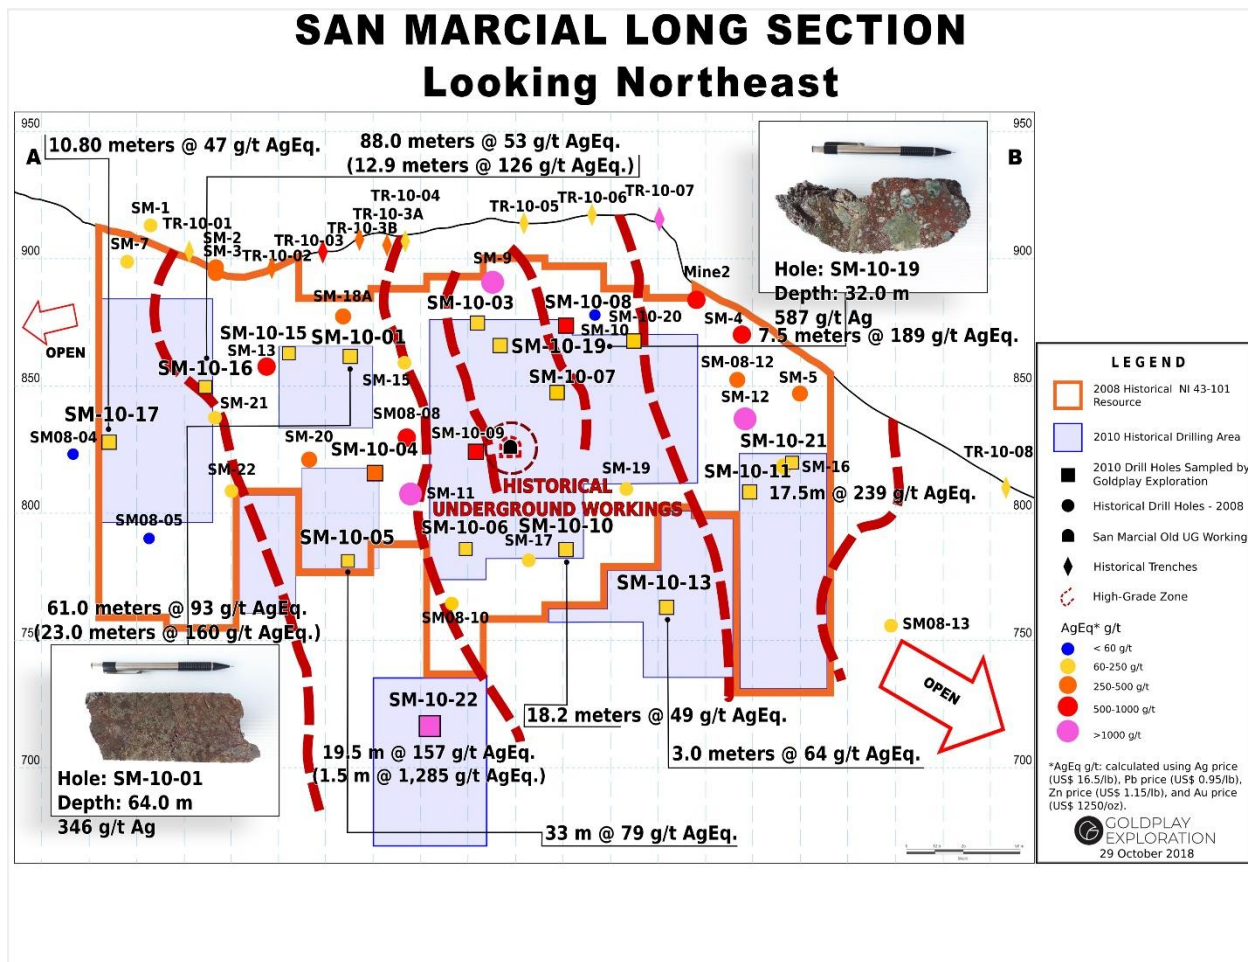 SAN MARCIAL LONG SECTION
Looking Northeast
950
950
A
B
10.80 meters @ 47 g/t AgEq.
88.0 meters @ 53 g/t AgEq.
(12.9 meters @ 126 g/t AgEq.)
SM-1
SM-7
TR-10-01
SM-2
SM-3
TR-10-02
TR-10-03
TR-10-3B
TR-10-3A
TR-10-04
TR-10-05
TR-10-06
TR-10-07
900
900
Hole: SM-10-19
Depth: 32.0 m
587 g/t Ag
7.5 meters @ 189 g/t AgEq.
OPEN
SM-18A
SM-9
SM-10-03
SM-10-08
SM-10
SM-10-20
Mine2
SM-4
SM-10-15
SM-13
SM-10-01
SM-10-19
SM-10-16
SM-15
SM-10-07
SM-08-12
SM-5
SM-12
850
850
SM-10-17
SM08-04
SM-21
SM-20
SM08-08
SM-10-04
SM-10-09
SM-10-21
SM-16
SM-10-11
17.5m @ 239 g/t AgEq.
SM-22
SM-11
SM-19
HISTORICAL
UNDERGROUND WORKINGS
TR-10-08
800
800
SM08-05
SM-10-05
SM-10-06
SM-10-10
SM-17
SM-10-13
SM08-10
SM08-13
61.0 meters @ 93 g/t AgEq.
(23.0 meters @ 160 g/t AgEq.)
750
750
OPEN
SM-10-22
18.2 meters @ 49 g/t AgEq.
3.0 meters @ 64 g/t AgEq.
19.5 m @ 157 g/t AgEq.
(1.5 m @ 1,285 g/t AgEq.)
700
700
Hole: SM-10-01
Depth: 64.0 m
346 g/t Ag
33 m @ 79 g/t AgEq.
LEGEND
2008 Historical NI 43-101
Resource
2010 Historical Drilling Area
2010 Drill Holes Sampled by
Goldplay Exploration
Historical Drill Holes - 2008
San Marcial Old UG Working
Historical Trenches
High-Grade Zone
AgEq* g/t
< 60 g/t
60-250 g/t
250-500 g/t
500-1000 g/t
>1000 g/t
*AgEq g/t: calculated using Ag price
(US$ 16.5/lb), Pb price (US$ 0.95/lb),
Zn price (US$ 1.15/lb), and Au price
(US$ 1250/oz).
GOLDPLAY
EXPLORATION
29 October 2018